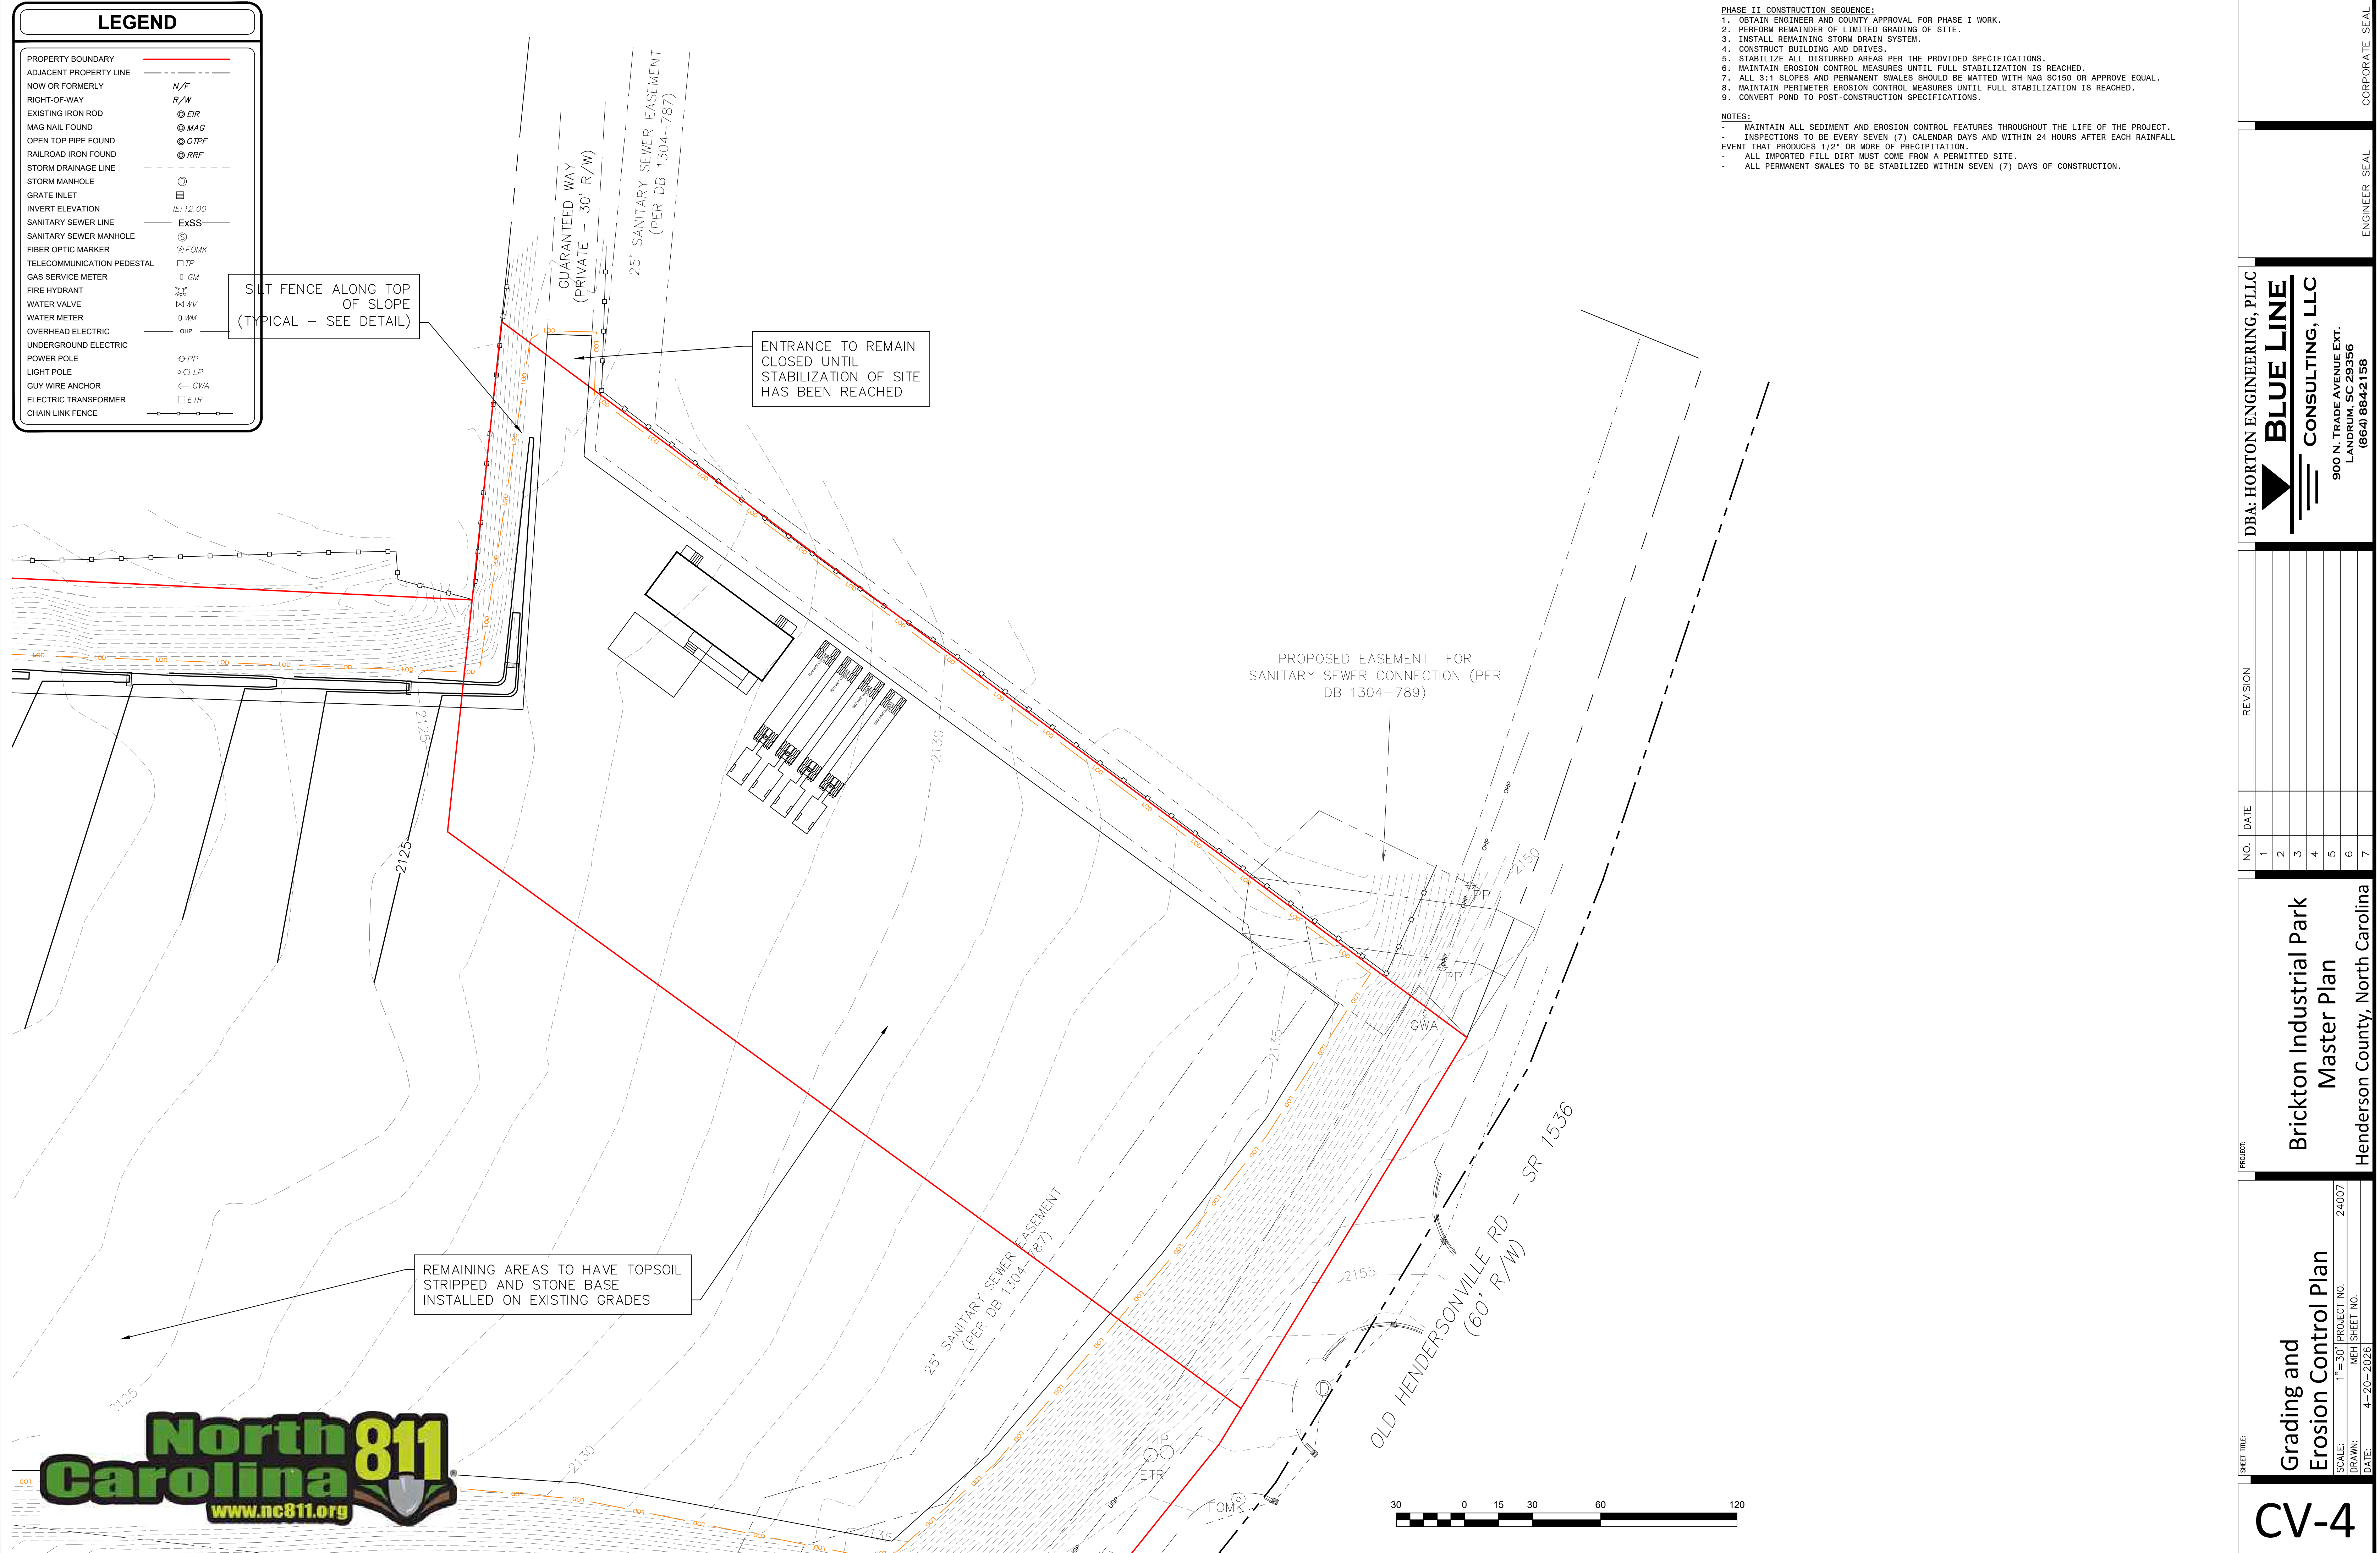 LEGEND
PROPERTY BOUNDARY
ADJACENT PROPERTY LINE
NOW OR FORMERLY N/F
RIGHT-OF-WAY R/W
EXISTING IRON ROD EIR
MAG NAIL FOUND MAG
OPEN TOP PIPE FOUND OTPF
RAILROAD IRON FOUND RRF
STORM DRAINAGE LINE
STORM MANHOLE D
GRATE INLET
INVERT ELEVATION IE: 12.00
SANITARY SEWER LINE ExSS
SANITARY SEWER MANHOLE S
FIBER OPTIC MARKER FOMK
TELECOMMUNICATION PEDESTAL TP
GAS SERVICE METER GM
FIRE HYDRANT
WATER VALVE WV
WATER METER WM
OVERHEAD ELECTRIC OHP
UNDERGROUND ELECTRIC
POWER POLE PP
LIGHT POLE LP
GUY WIRE ANCHOR GWA
ELECTRIC TRANSFORMER ETR
CHAIN LINK FENCE
SILT FENCE ALONG TOP
OF SLOPE
(TYPICAL – SEE DETAIL)
GUARANTEED WAY
(PRIVATE – 30' R/W)
25' SANITARY SEWER EASEMENT
(PER DB 1304–787)
ENTRANCE TO REMAIN
CLOSED UNTIL
STABILIZATION OF SITE
HAS BEEN REACHED
PHASE II CONSTRUCTION SEQUENCE:
1. OBTAIN ENGINEER AND COUNTY APPROVAL FOR PHASE I WORK.
2. PERFORM REMAINDER OF LIMITED GRADING OF SITE.
3. INSTALL REMAINING STORM DRAIN SYSTEM.
4. CONSTRUCT BUILDING AND DRIVES.
5. STABILIZE ALL DISTURBED AREAS PER THE PROVIDED SPECIFICATIONS.
6. MAINTAIN EROSION CONTROL MEASURES UNTIL FULL STABILIZATION IS REACHED.
7. ALL 3:1 SLOPES AND PERMANENT SWALES SHOULD BE MATTED WITH NAG SC150 OR APPROVE EQUAL.
8. MAINTAIN PERIMETER EROSION CONTROL MEASURES UNTIL FULL STABILIZATION IS REACHED.
9. CONVERT POND TO POST-CONSTRUCTION SPECIFICATIONS.
NOTES:
- MAINTAIN ALL SEDIMENT AND EROSION CONTROL FEATURES THROUGHOUT THE LIFE OF THE PROJECT.
- INSPECTIONS TO BE EVERY SEVEN (7) CALENDAR DAYS AND WITHIN 24 HOURS AFTER EACH RAINFALL
EVENT THAT PRODUCES 1/2" OR MORE OF PRECIPITATION.
- ALL IMPORTED FILL DIRT MUST COME FROM A PERMITTED SITE.
- ALL PERMANENT SWALES TO BE STABILIZED WITHIN SEVEN (7) DAYS OF CONSTRUCTION.
PROPOSED EASEMENT FOR
SANITARY SEWER CONNECTION (PER
DB 1304–789)
LOD
2125
2125
2130
2150
2135
OHP
OHP
OHP
OHP
PP
PP
GWA
2155
OLD HENDERSONVILLE RD – SR 1536
(60' R/W)
25' SANITARY SEWER EASEMENT
(PER DB 1304–787)
REMAINING AREAS TO HAVE TOPSOIL
STRIPPED AND STONE BASE
INSTALLED ON EXISTING GRADES
2125
2130
2135
D
TP
ETR
FOMK
UGP
UGP
North
Carolina
811
®
www.nc811.org
30 0 15 30 60 120
CORPORATE SEAL
ENGINEER SEAL
DBA: HORTON ENGINEERING, PLLC
BLUE LINE
CONSULTING, LLC
900 N. TRADE AVENUE EXT.
LANDRUM, SC 29356
(864) 884-2158
NO. DATE REVISION
1
2
3
4
5
6
7
PROJECT:
Brickton Industrial Park
Master Plan
Henderson County, North Carolina
SHEET TITLE:
Grading and
Erosion Control Plan
SCALE: 1"=30' PROJECT NO. 24007
DRAWN: MEH SHEET NO.
DATE: 4–20–2026
CV-4